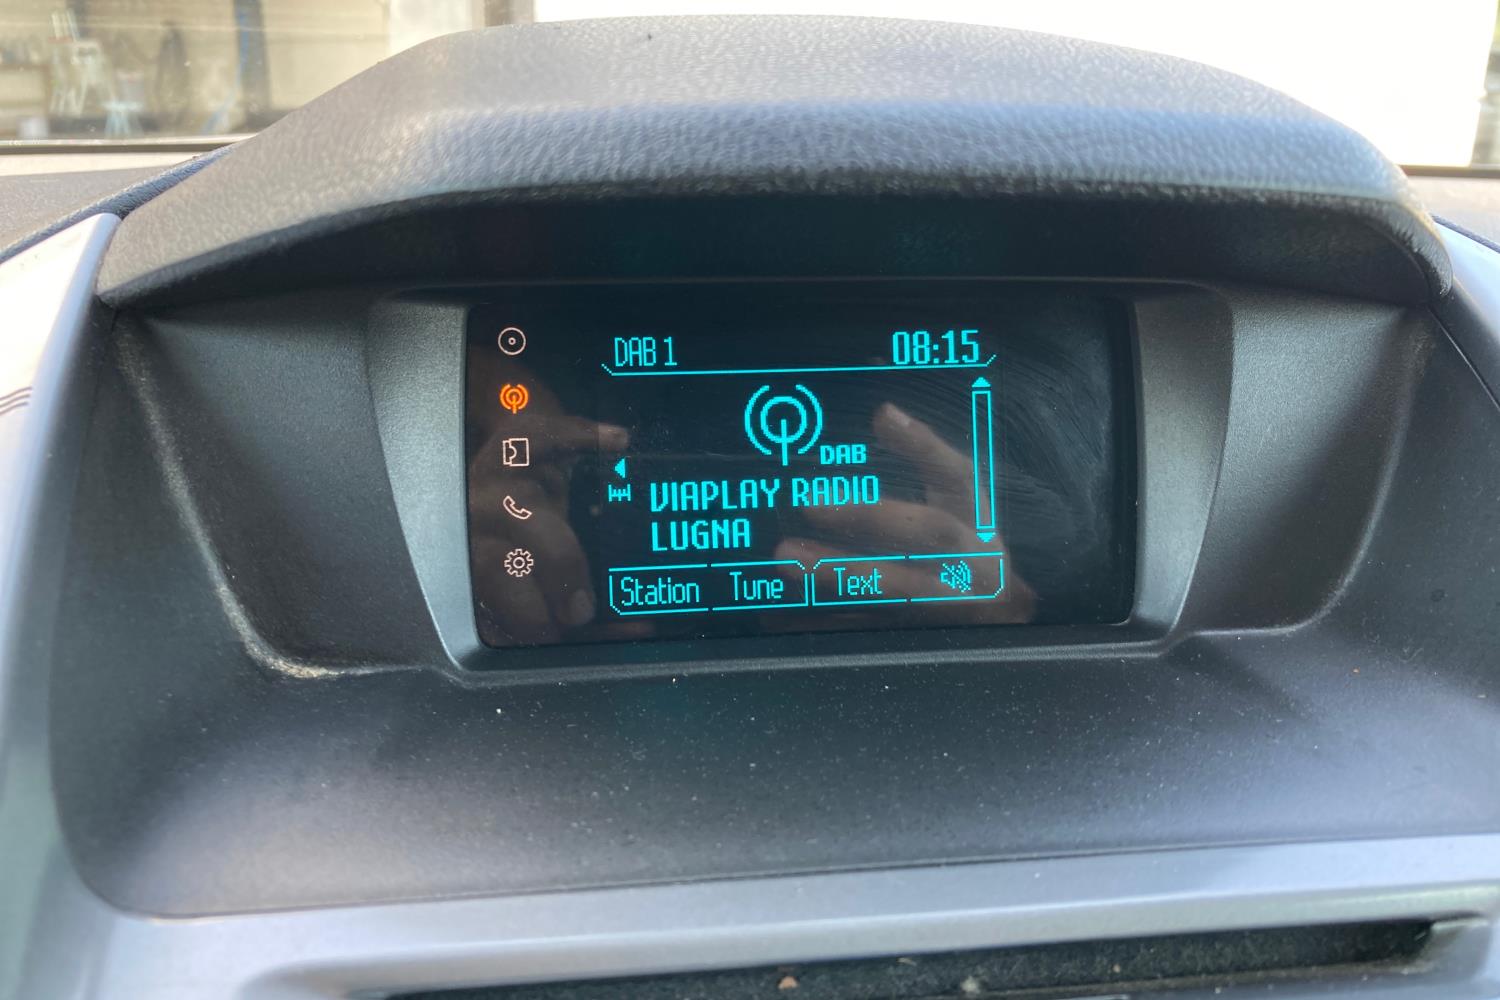 DAB 1 08:15
DAB
VIAPLAY RADIO
LUGNA
Station Tune Text